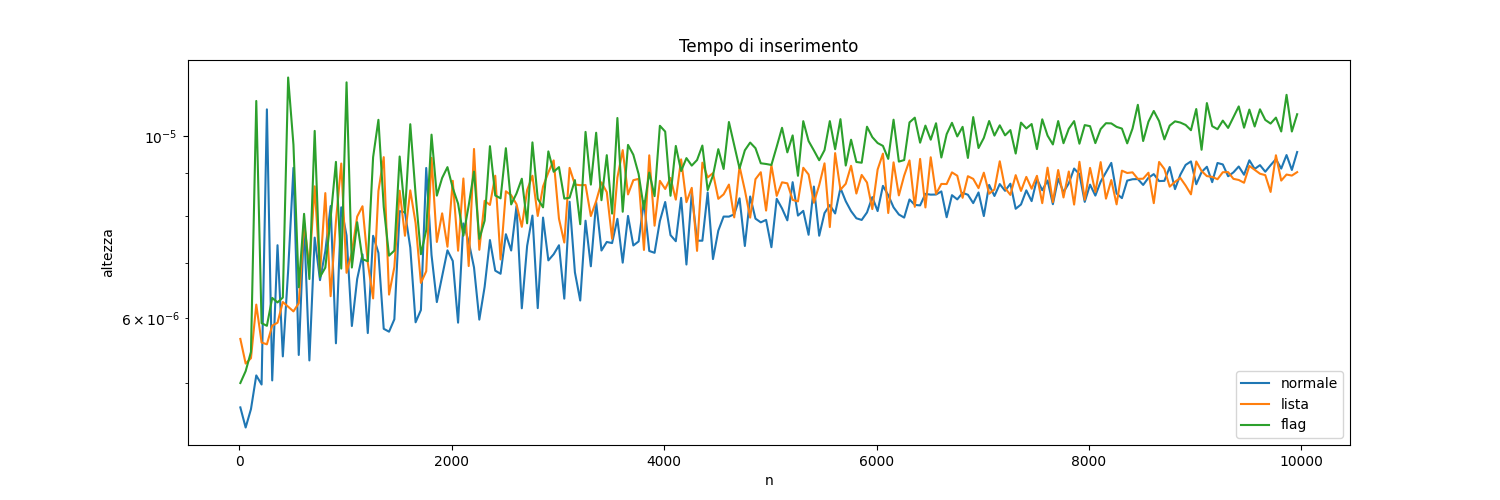 Tempo di inserimento
altezza
10⁻⁵
6 × 10⁻⁶
0 2000 4000 6000 8000 10000
n
normale
lista
flag